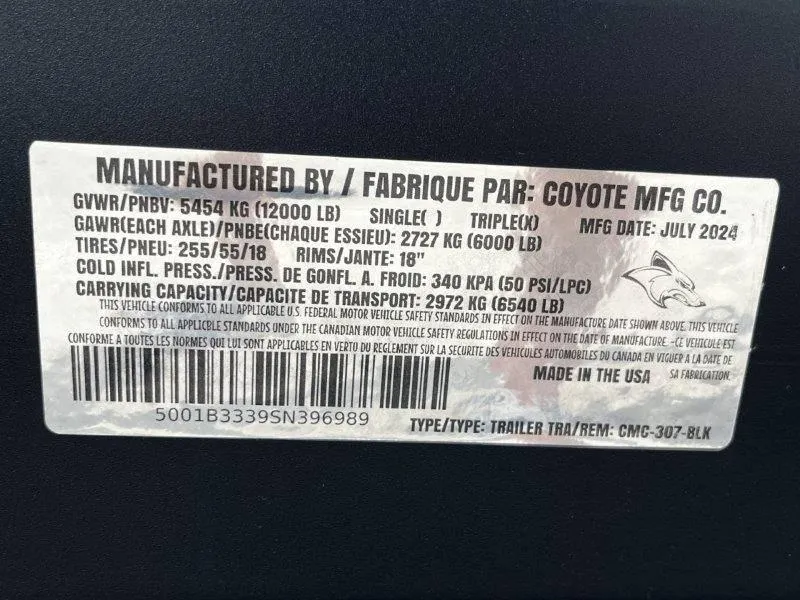 MANUFACTURED BY / FABRIQUE PAR: COYOTE MFG CO.
GVWR/PNBV: 5454 KG (12000 LB) SINGLE( ) TRIPLE(X) MFG DATE: JULY 2024
GAWR(EACH AXLE)/PNBE(CHAQUE ESSIEU): 2727 KG (6000 LB)
TIRES/PNEU: 255/55/18 RIMS/JANTE: 18"
COLD INFL. PRESS./PRESS. DE GONFL. A. FROID: 340 KPA (50 PSI/LPC)
CARRYING CAPACITY/CAPACITE DE TRANSPORT: 2972 KG (6540 LB)
THIS VEHICLE CONFORMS TO ALL APPLICABLE U.S. FEDERAL MOTOR VEHICLE SAFETY STANDARDS IN EFFECT ON THE MANUFACTURE DATE SHOWN ABOVE. THIS VEHICLE
CONFORMS TO ALL APPLICBLE STANDARDS UNDER THE CANADIAN MOTOR VEHICLE SAFETY REGULATIONS IN EFFECT ON THE DATE OF MANUFACTURE. -CE VEHICULE EST
CONFORME A TOUTES LES NORMES QUI LUI SONT APPLICABLES EN VERTO DU REGLEMENT SUR LA SECURITE DES VEHICULES AUTOMOBILES DU CANADA EN VIGUER A LA DATE DE
SA FABRICATION.
MADE IN THE USA
5001B3339SN396989
TYPE/TYPE: TRAILER TRA/REM: CMC-307-BLK